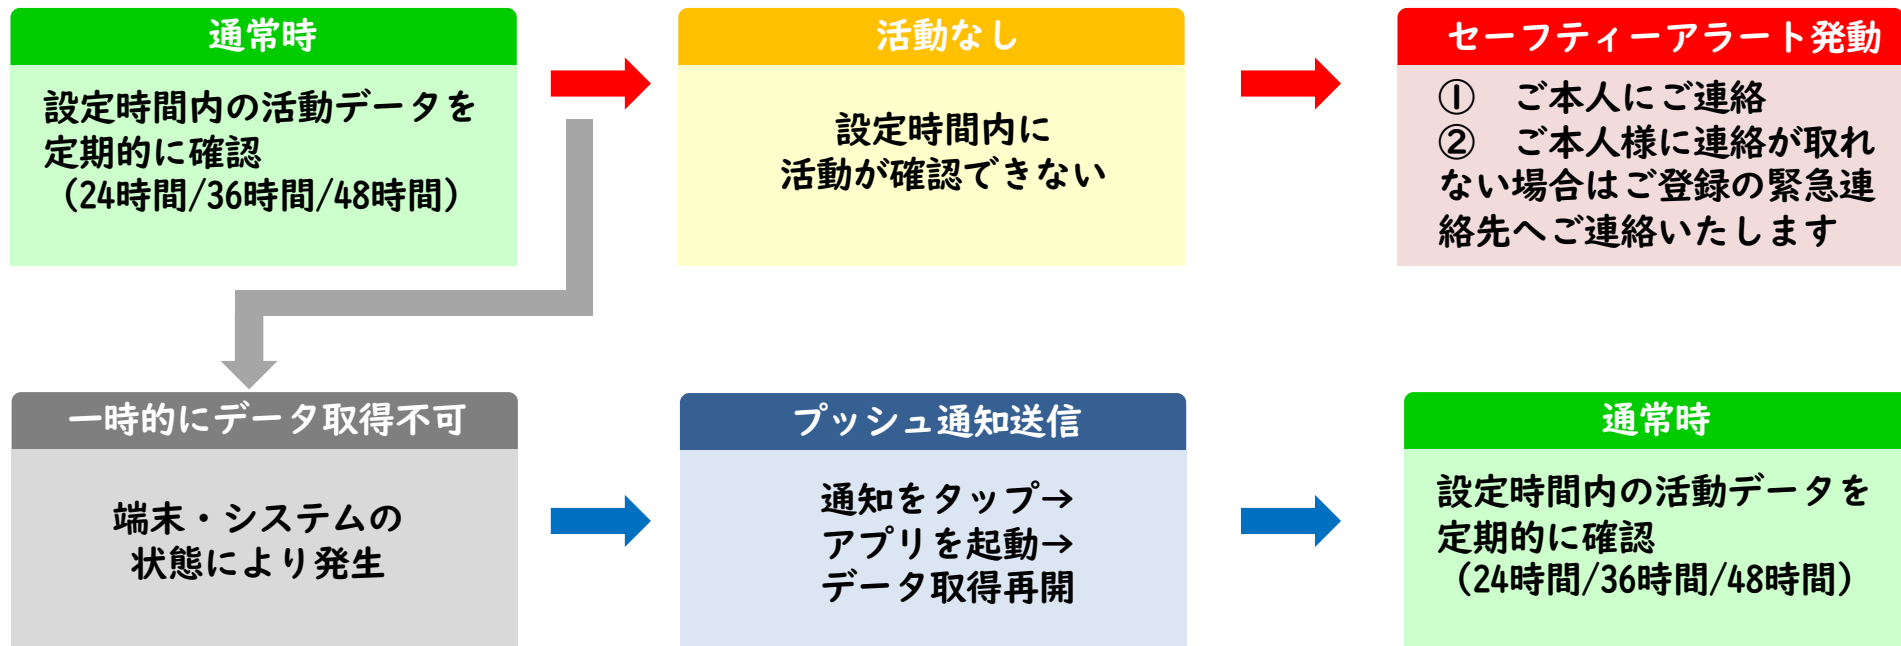 通常時
設定時間内の活動データを
定期的に確認
（24時間/36時間/48時間）
活動なし
設定時間内に
活動が確認できない
セーフティーアラート発動
①　ご本人にご連絡
②　ご本人様に連絡が取れ
ない場合はご登録の緊急連
絡先へご連絡いたします
一時的にデータ取得不可
端末・システムの
状態により発生
プッシュ通知送信
通知をタップ→
アプリを起動→
データ取得再開
通常時
設定時間内の活動データを
定期的に確認
（24時間/36時間/48時間）